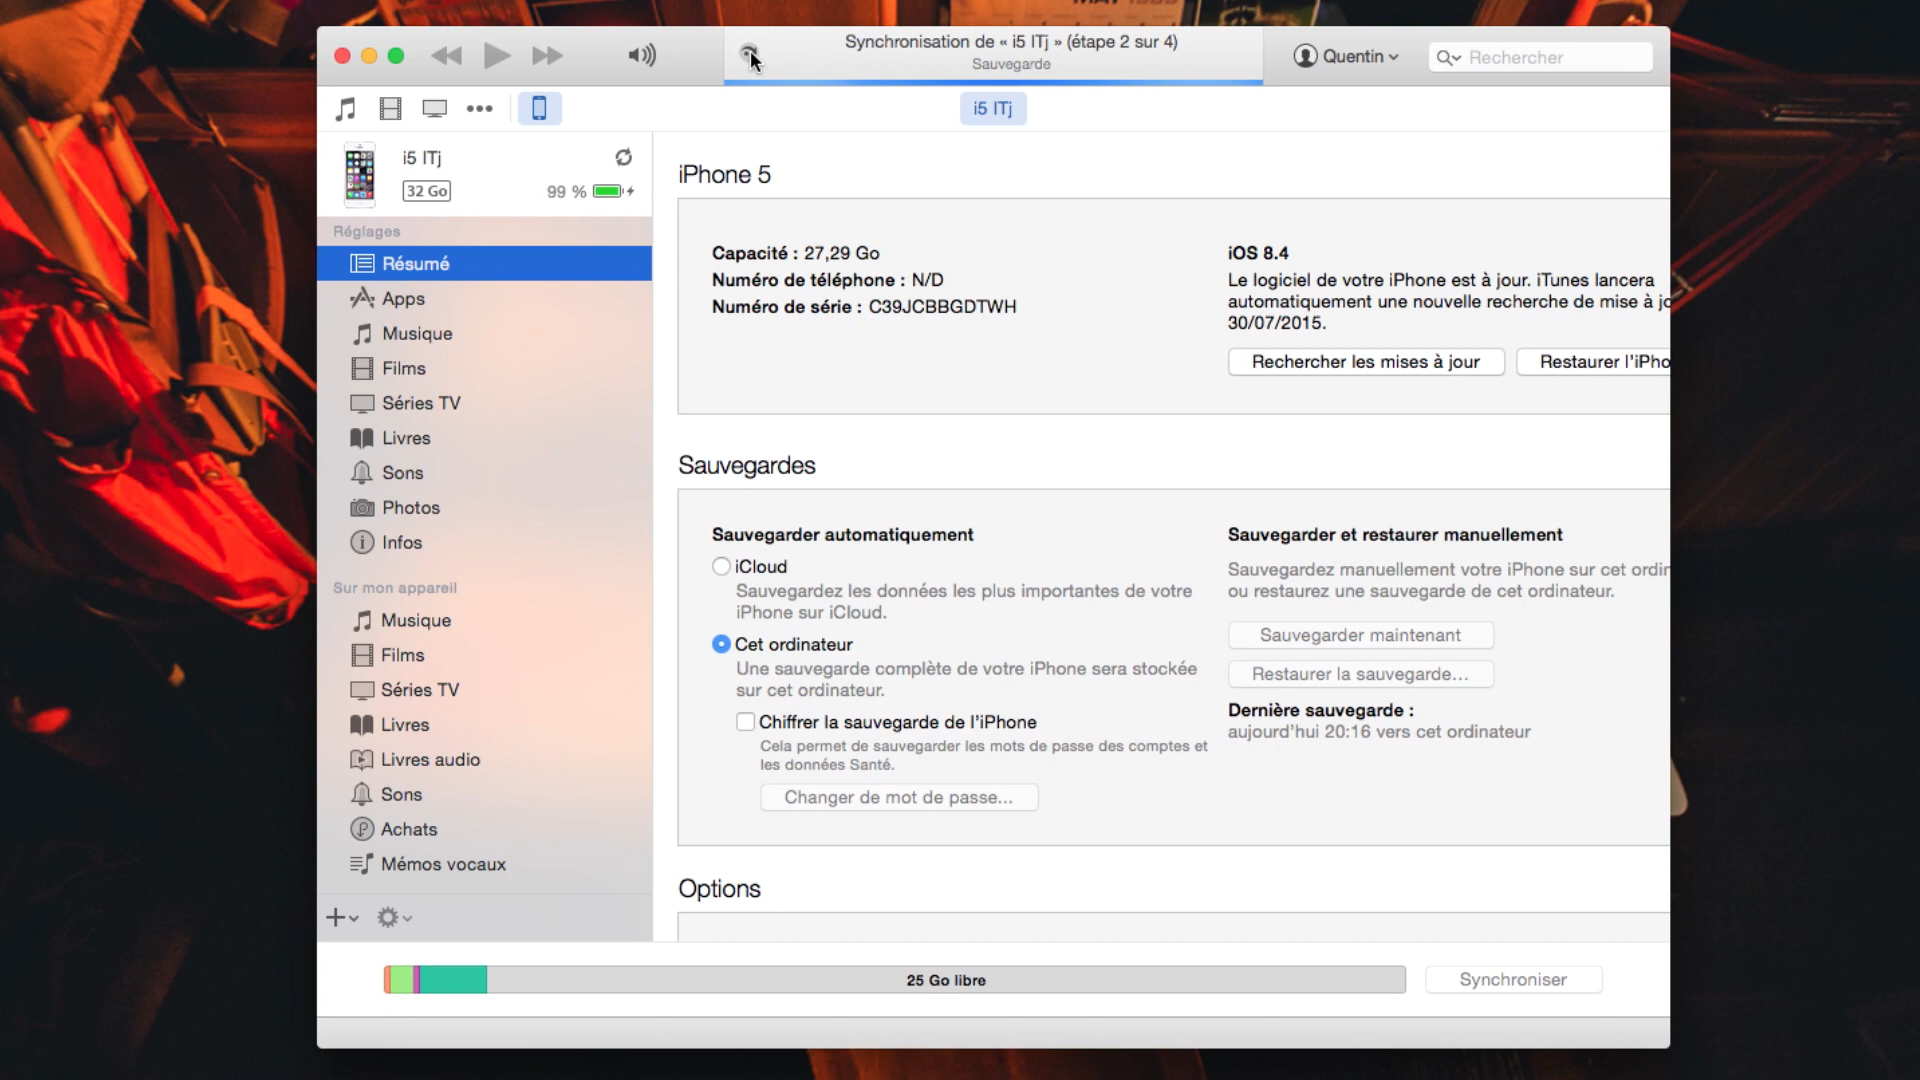 MAY 1985
Synchronisation de « i5 ITj » (étape 2 sur 4)
Sauvegarde
Quentin
Rechercher
i5 ITj
i5 ITj
32 Go
99 %
Réglages
Résumé
Apps
Musique
Films
Séries TV
Livres
Sons
Photos
Infos
Sur mon appareil
Musique
Films
Séries TV
Livres
Livres audio
Sons
Achats
Mémos vocaux
iPhone 5
Capacité : 27,29 Go
Numéro de téléphone : N/D
Numéro de série : C39JCBBGDTWH
iOS 8.4
Le logiciel de votre iPhone est à jour. iTunes lancera
automatiquement une nouvelle recherche de mise à jo
30/07/2015.
Rechercher les mises à jour
Restaurer l'iPho
Sauvegardes
Sauvegarder automatiquement
iCloud
Sauvegardez les données les plus importantes de votre
iPhone sur iCloud.
Cet ordinateur
Une sauvegarde complète de votre iPhone sera stockée
sur cet ordinateur.
Chiffrer la sauvegarde de l'iPhone
Cela permet de sauvegarder les mots de passe des comptes et
les données Santé.
Changer de mot de passe...
Sauvegarder et restaurer manuellement
Sauvegardez manuellement votre iPhone sur cet ordin
ou restaurez une sauvegarde de cet ordinateur.
Sauvegarder maintenant
Restaurer la sauvegarde...
Dernière sauvegarde :
aujourd'hui 20:16 vers cet ordinateur
Options
25 Go libre
Synchroniser